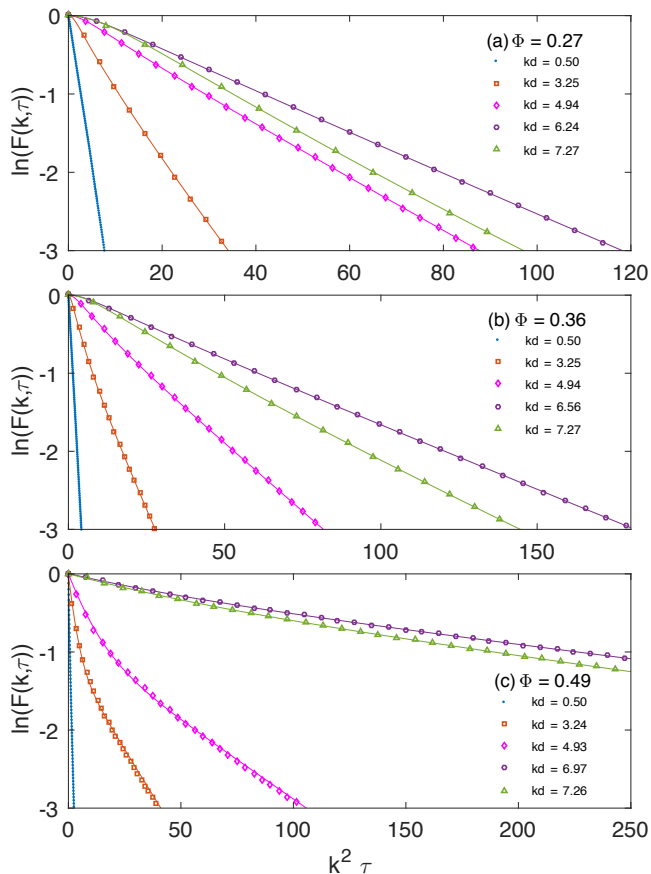 0
-1
-2
-3
ln(F(k,τ))
(a) Φ = 0.27
kd = 0.50
kd = 3.25
kd = 4.94
kd = 6.24
kd = 7.27
0 20 40 60 80 100 120
0
-1
-2
-3
ln(F(k,τ))
(b) Φ = 0.36
kd = 0.50
kd = 3.25
kd = 4.94
kd = 6.56
kd = 7.27
0 50 100 150
0
-1
-2
-3
ln(F(k,τ))
(c) Φ = 0.49
kd = 0.50
kd = 3.24
kd = 4.93
kd = 6.97
kd = 7.26
0 50 100 150 200 250
k² τ